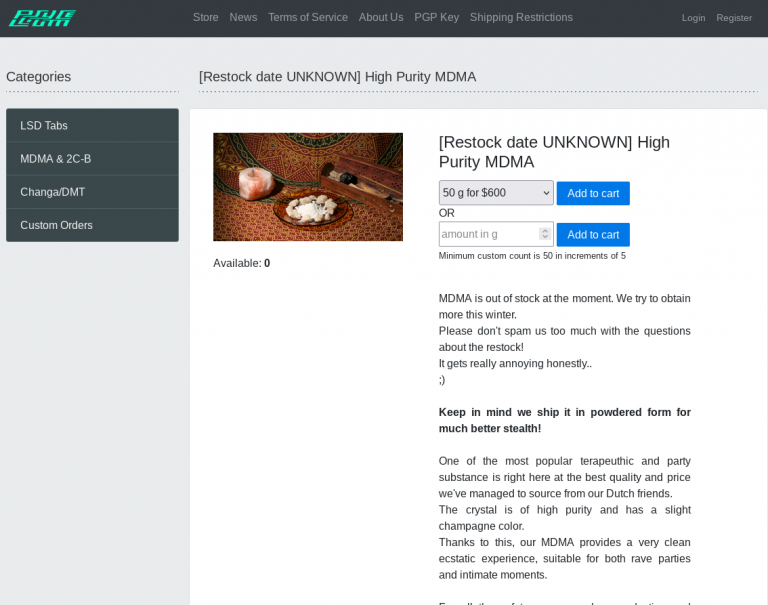 Store News Terms of Service About Us PGP Key Shipping Restrictions Login Register
Categories
[Restock date UNKNOWN] High Purity MDMA
LSD Tabs
MDMA & 2C-B
Changa/DMT
Custom Orders
Available: 0
[Restock date UNKNOWN] High
Purity MDMA
50 g for $600 Add to cart
OR
amount in g Add to cart
Minimum custom count is 50 in increments of 5
MDMA is out of stock at the moment. We try to obtain
more this winter.
Please don't spam us too much with the questions
about the restock!
It gets really annoying honestly..
;)
Keep in mind we ship it in powdered form for
much better stealth!
One of the most popular terapeuthic and party
substance is right here at the best quality and price
we've managed to source from our Dutch friends.
The crystal is of high purity and has a slight
champagne color.
Thanks to this, our MDMA provides a very clean
ecstatic experience, suitable for both rave parties
and intimate moments.